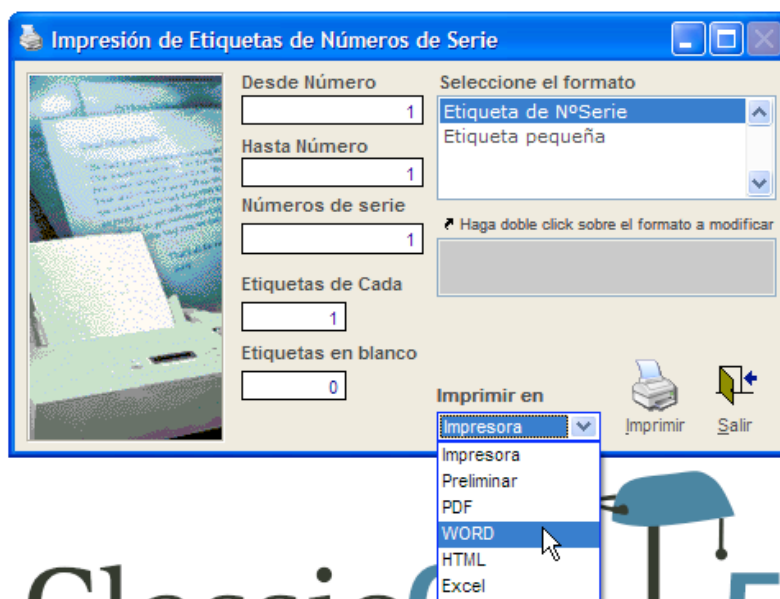 Impresión de Etiquetas de Números de Serie
Desde Número
1
Hasta Número
1
Números de serie
1
Etiquetas de Cada
1
Etiquetas en blanco
0
Seleccione el formato
Etiqueta de NºSerie
Etiqueta pequeña
Haga doble click sobre el formato a modificar
Imprimir en
Impresora
Imprimir
Salir
Impresora
Preliminar
PDF
WORD
HTML
Excel